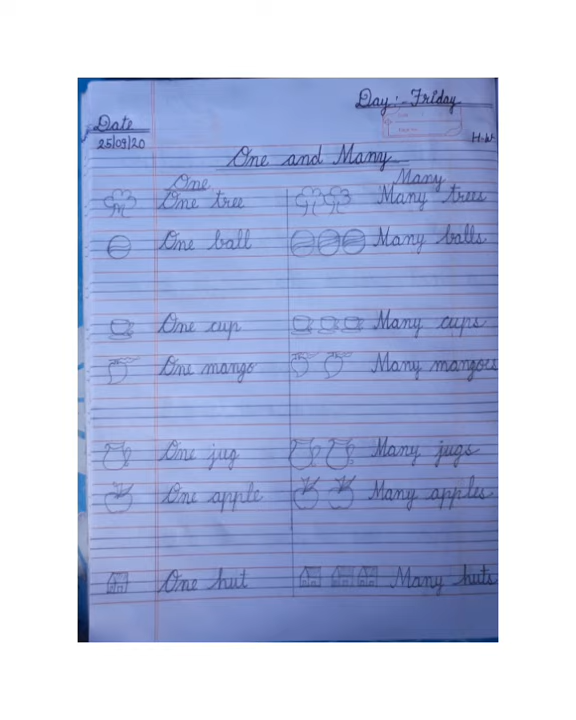 Day :- Friday
Date
25/09/20
H.W.
One and Many
One Many
One tree Many trees
One ball Many balls
One cup Many cups
One mango Many mangoes
One jug Many jugs
One apple Many apples
One hut Many huts